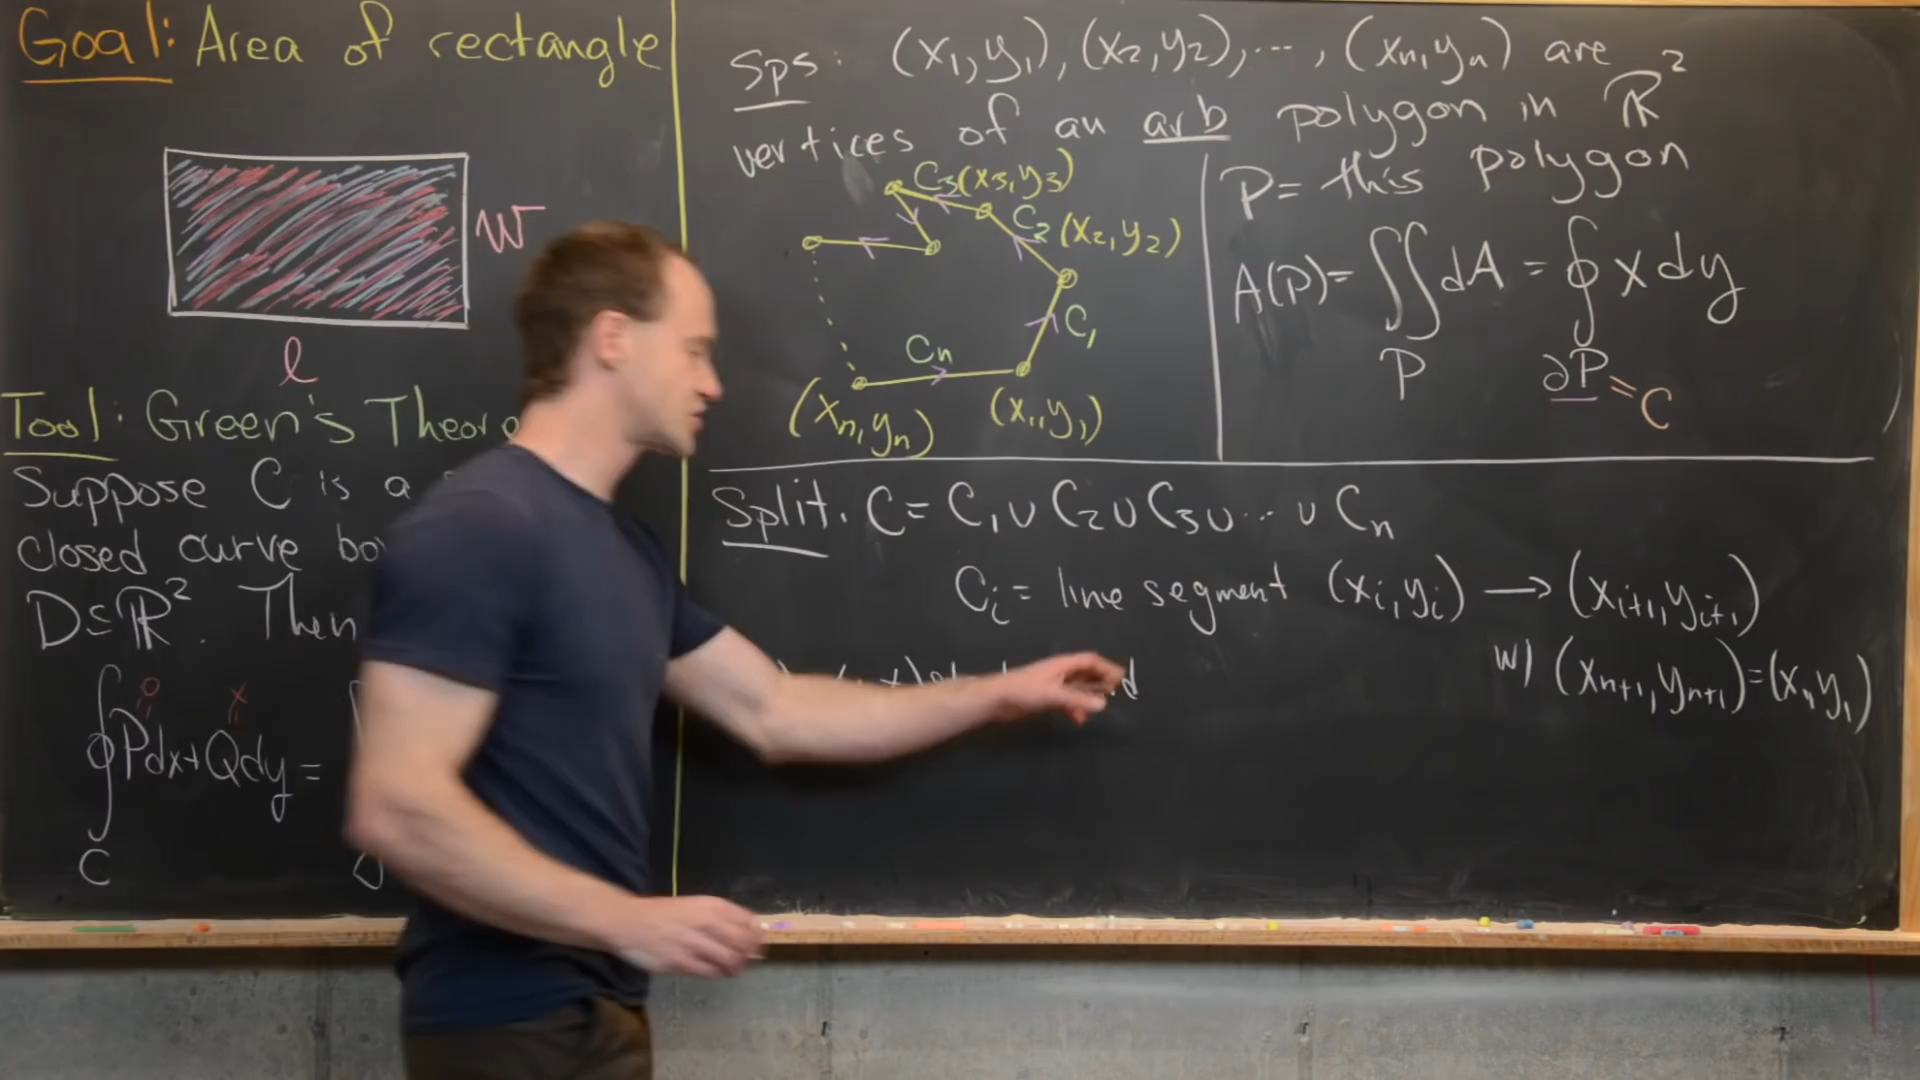 Goal: Area of rectangle
w
l
Tool: Green's
Suppose C is a
closed curve
D ⊆ ℝ². Then
0 x
∮Pdx+Qdy =
C
Sps: (x₁,y₁),(x₂,y₂),⋯,(xₙ,yₙ) are
vertices of an arb polygon in ℝ²
C₃ (x₃,y₃)
C₂ (x₂,y₂)
C₁
Cₙ
(xₙ,yₙ) (x₁,y₁)
P = this polygon
A(P) = ∬dA = ∮x dy
P ∂P = C
Split. C = C₁ ∪ C₂ ∪ C₃ ∪ ⋯ ∪ Cₙ
Cᵢ = line segment (xᵢ,yᵢ) → (xᵢ₊₁,yᵢ₊₁)
w/ (xₙ₊₁,yₙ₊₁)=(x₁,y₁)